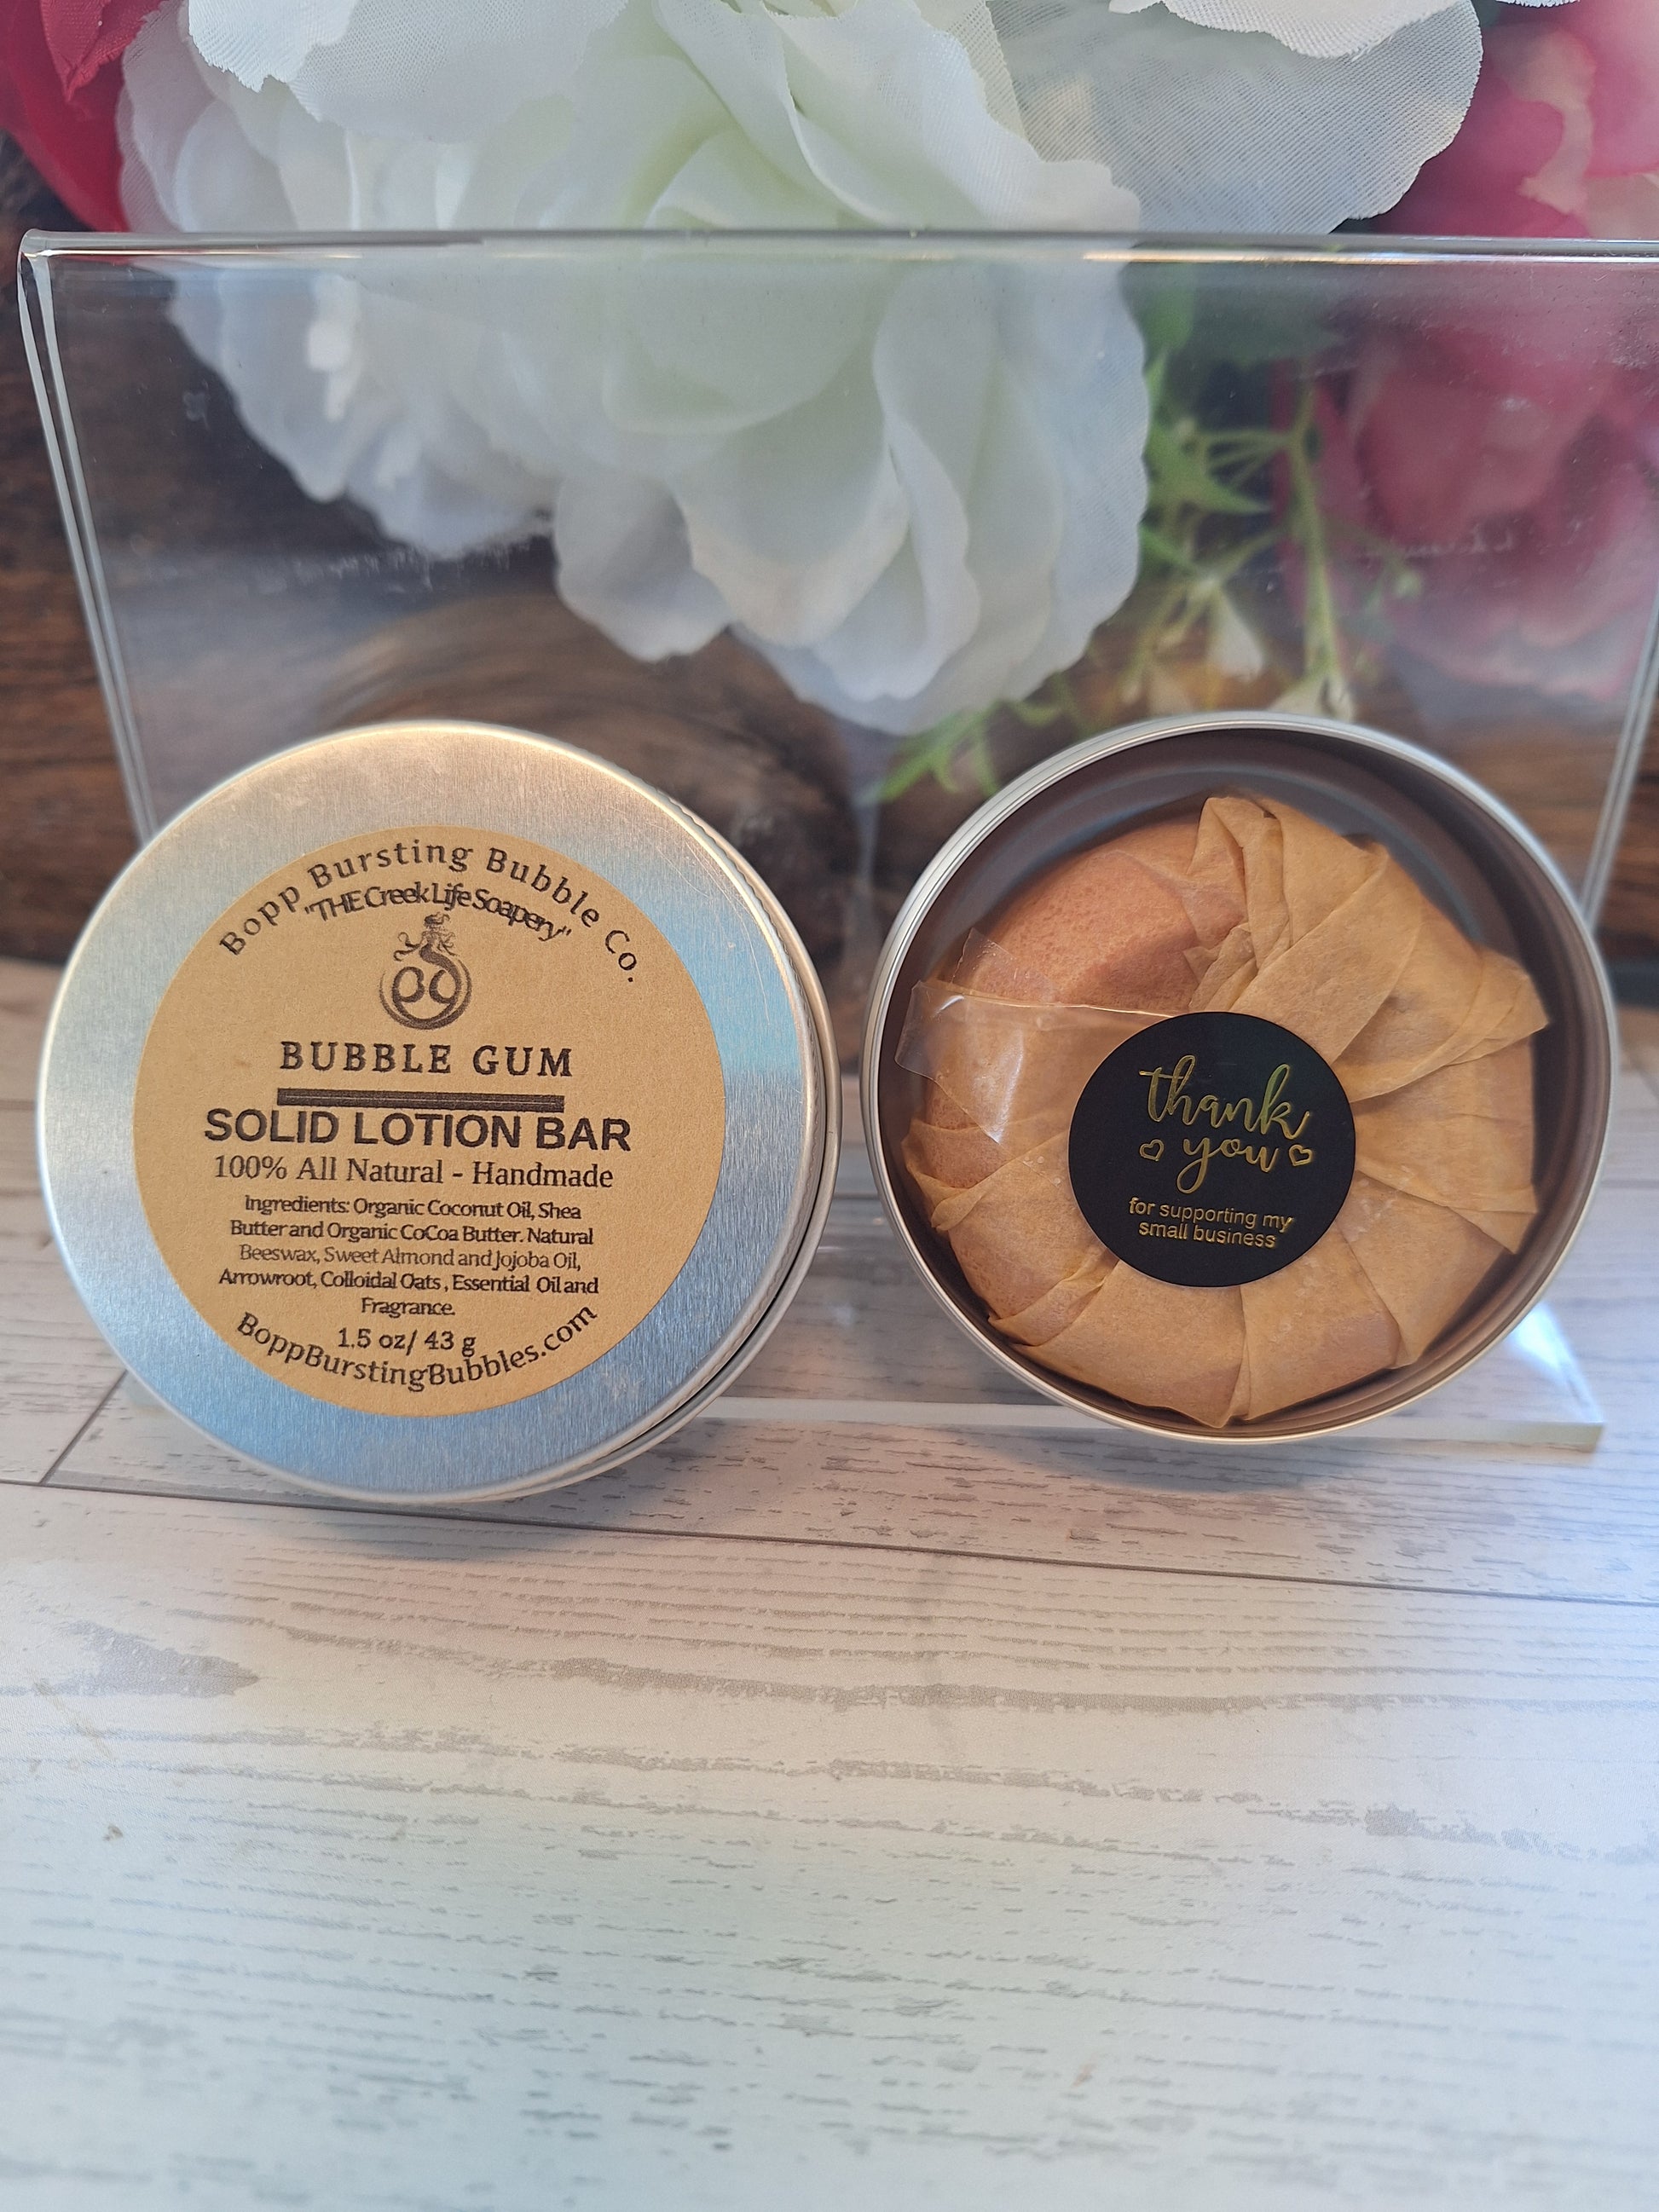 Bopp Bursting Bubble Co.
"THE Creek Life Soapery"
BUBBLE GUM
SOLID LOTION BAR
100% All Natural - Handmade
Ingredients: Organic Coconut Oil, Shea
Butter and Organic CoCoa Butter. Natural
Beeswax, Sweet Almond and Jojoba Oil,
Arrowroot, Colloidal Oats , Essential Oil and
Fragrance.
1.5 oz/ 43 g
BoppBurstingBubbles.com
thank
you
for supporting my
small business